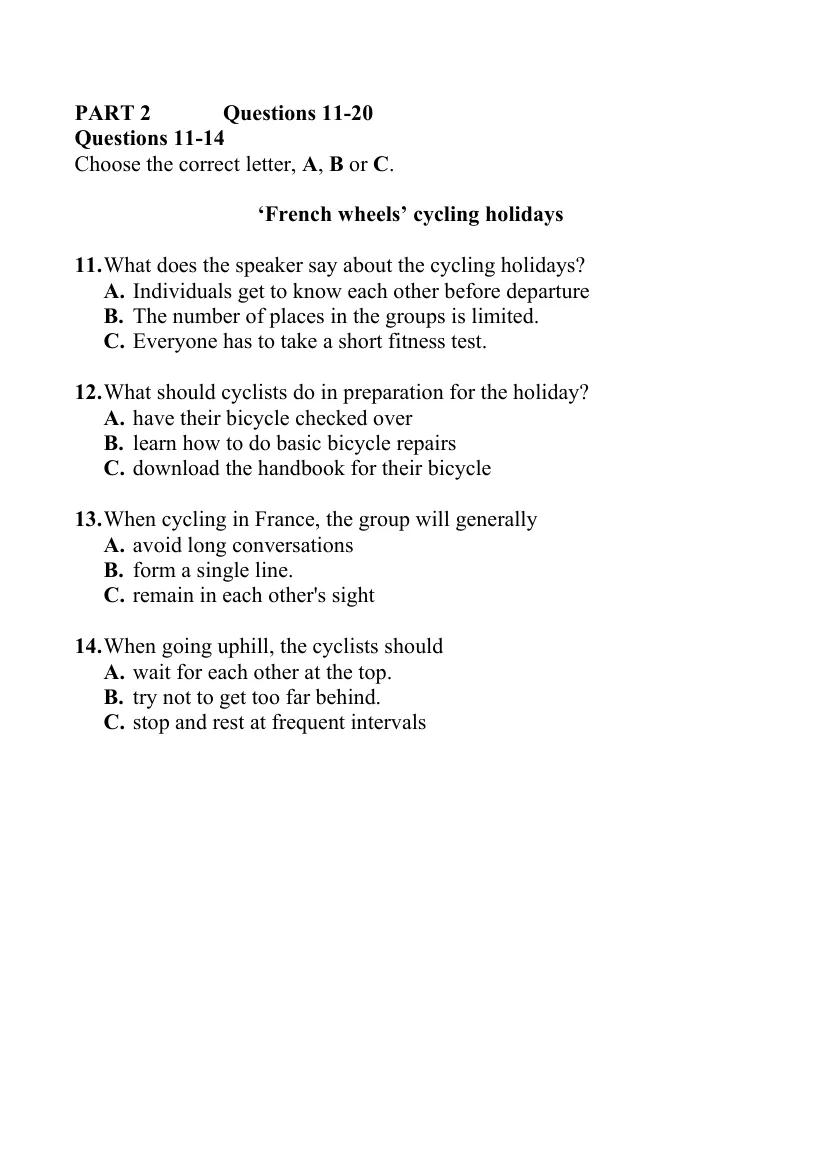 PART 2 Questions 11-20
Questions 11-14
Choose the correct letter, A, B or C.
‘French wheels’ cycling holidays
11. What does the speaker say about the cycling holidays?
A. Individuals get to know each other before departure
B. The number of places in the groups is limited.
C. Everyone has to take a short fitness test.
12. What should cyclists do in preparation for the holiday?
A. have their bicycle checked over
B. learn how to do basic bicycle repairs
C. download the handbook for their bicycle
13. When cycling in France, the group will generally
A. avoid long conversations
B. form a single line.
C. remain in each other's sight
14. When going uphill, the cyclists should
A. wait for each other at the top.
B. try not to get too far behind.
C. stop and rest at frequent intervals